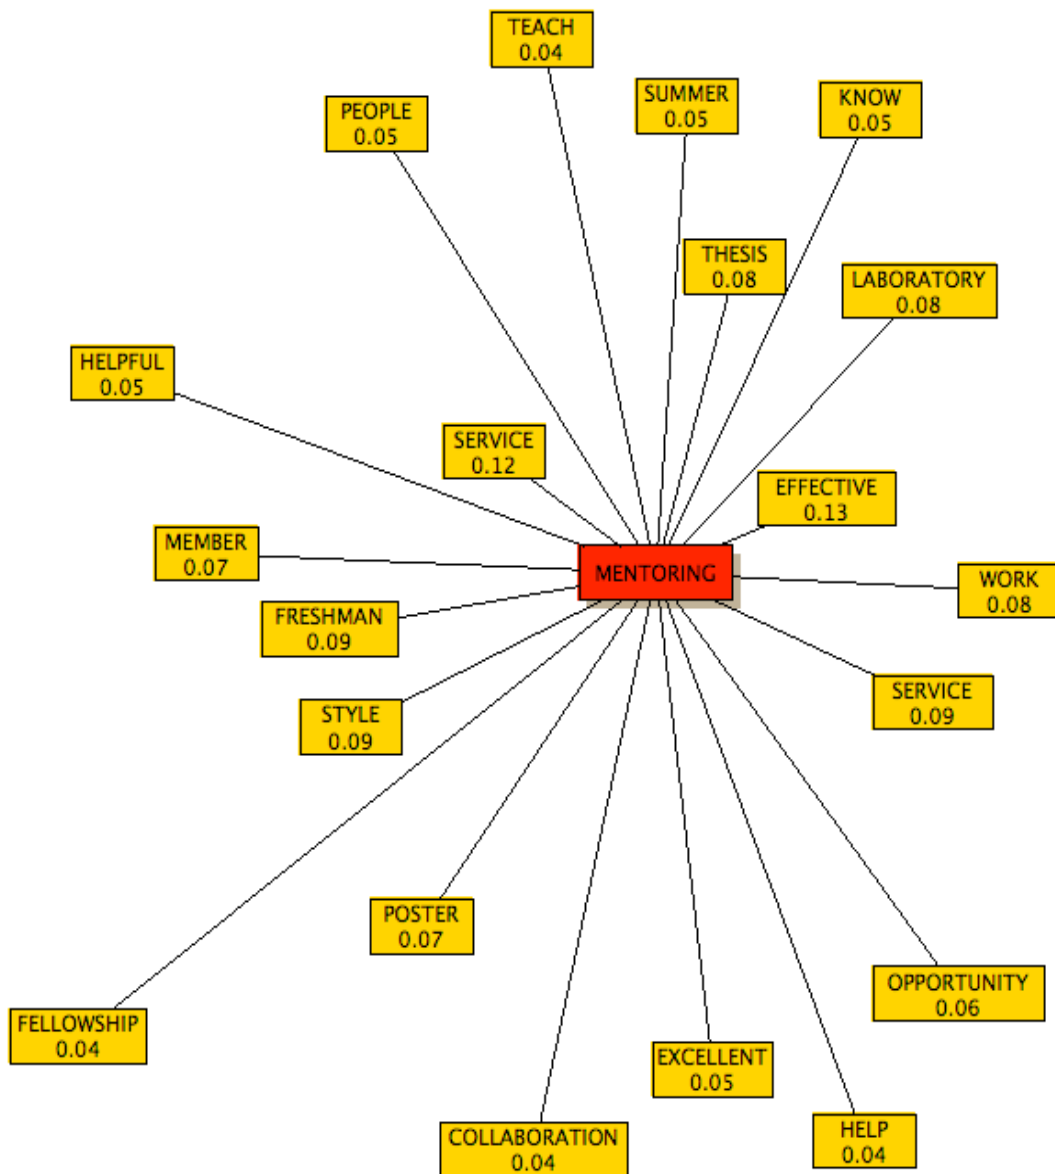 TEACH
0.04
SUMMER
0.05
KNOW
0.05
PEOPLE
0.05
THESIS
0.08
LABORATORY
0.08
HELPFUL
0.05
SERVICE
0.12
EFFECTIVE
0.13
MEMBER
0.07
MENTORING
WORK
0.08
FRESHMAN
0.09
SERVICE
0.09
STYLE
0.09
POSTER
0.07
OPPORTUNITY
0.06
FELLOWSHIP
0.04
EXCELLENT
0.05
COLLABORATION
0.04
HELP
0.04